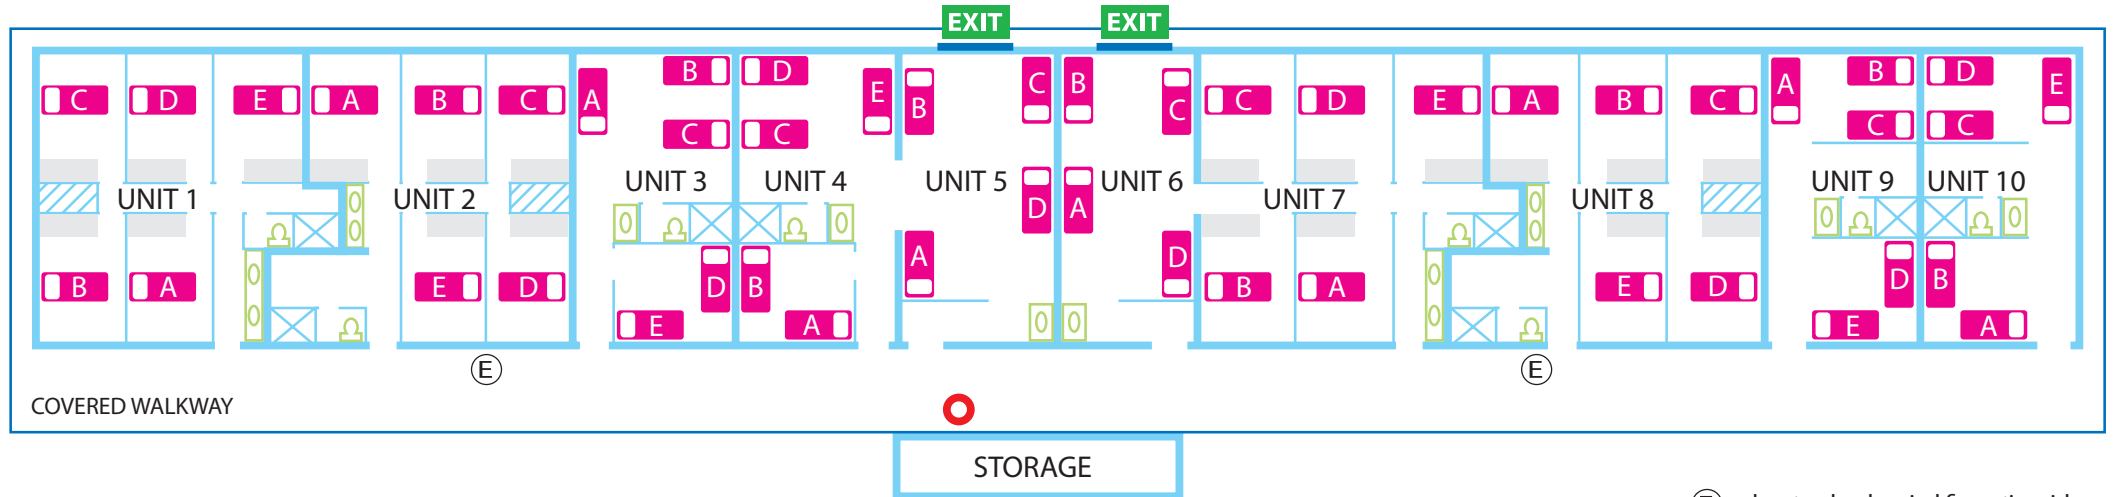 EXIT EXIT
B D B C
C D E A B C A E B C C D E A B C A E
C C C C
UNIT 3 UNIT 4 UNIT 5 UNIT 6 UNIT 9 UNIT 10
UNIT 1 UNIT 2 D A UNIT 7 UNIT 8
A D
B A E D D B B A E D D B
E A E A
E E
COVERED WALKWAY
STORAGE